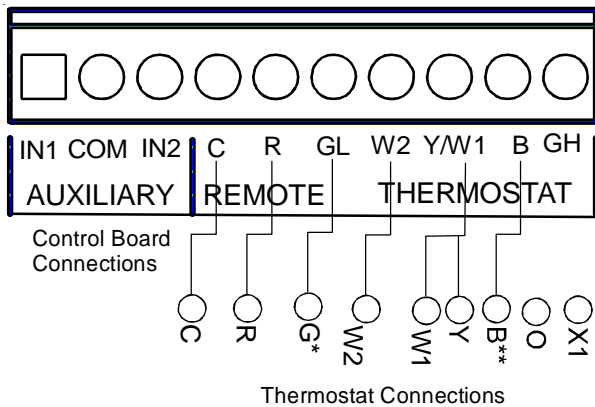 IN1 COM IN2 C R GL W2 Y/W1 B GH
AUXILIARY REMOTE THERMOSTAT
Control Board
Connections
C R G* W2 W1 Y B** O X1
Thermostat Connections